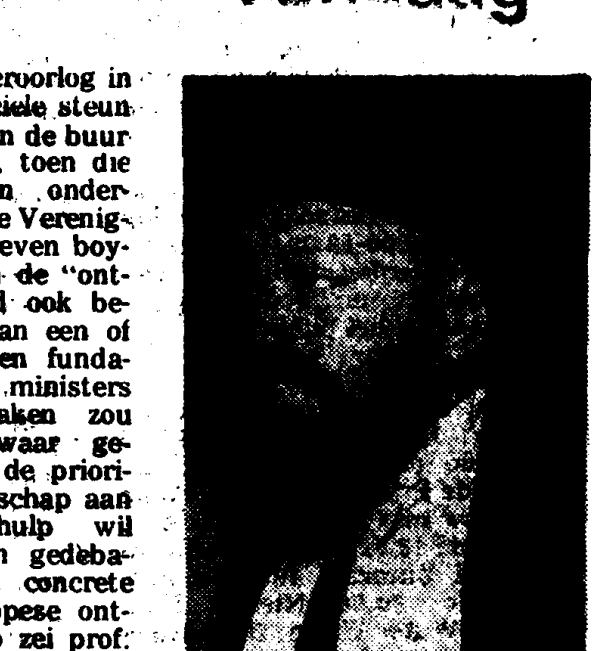 eroorlog in
ciele steun
n de buur
, toen die
n onder-
e Verenig-
even boy-
de "ont-
d ook be-
an een of
en funda-
ministers
aken zou
waar ge-
de priori-
schap aan
hulp wil
n gedeba-
concrete
opese ont-
zei prof.